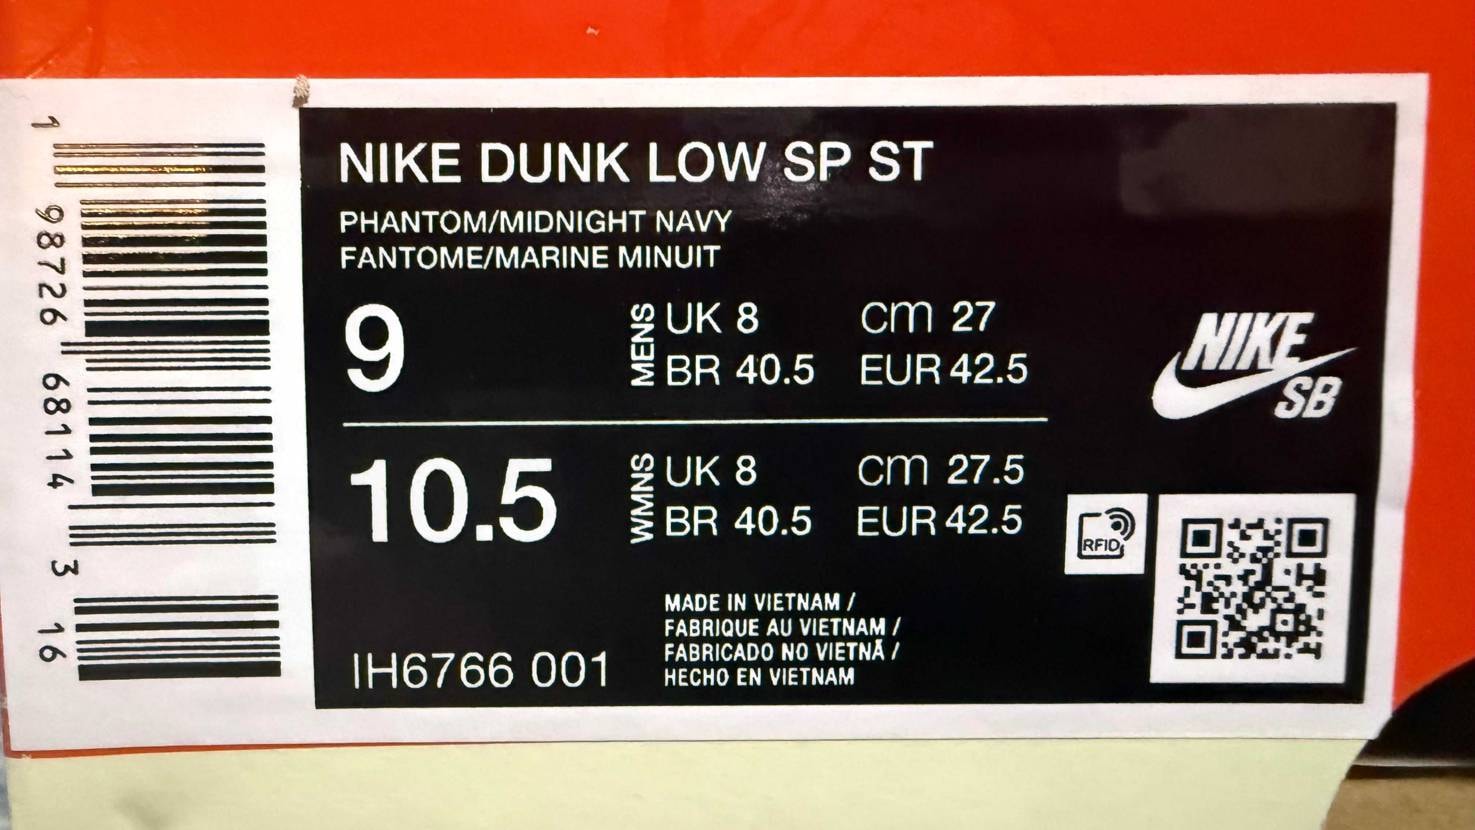 NIKE DUNK LOW SP ST
PHANTOM/MIDNIGHT NAVY
FANTOME/MARINE MINUIT
9
MENS
UK 8 cm 27
BR 40.5 EUR 42.5
10.5
WMNS
UK 8 cm 27.5
BR 40.5 EUR 42.5
NIKE
SB
RFID
MADE IN VIETNAM /
FABRIQUE AU VIETNAM /
FABRICADO NO VIETNÃ /
HECHO EN VIETNAM
IH6766 001
1 98726 68114 3 16